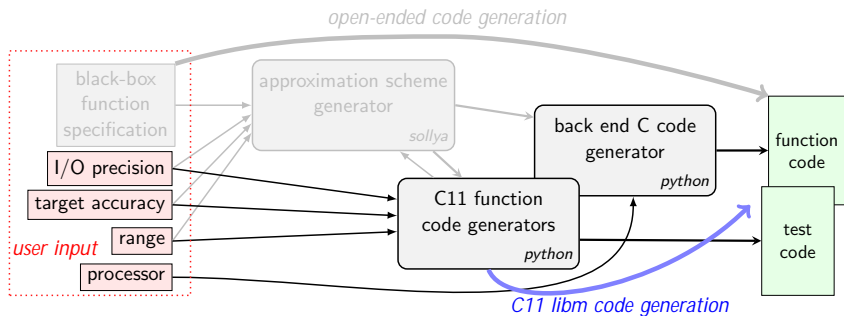 open-ended code generation
black-box
function
specification
approximation scheme
generator
sollya
back end C code
generator
python
function
code
I/O precision
target accuracy
range
user input
processor
C11 function
code generators
python
test
code
C11 libm code generation